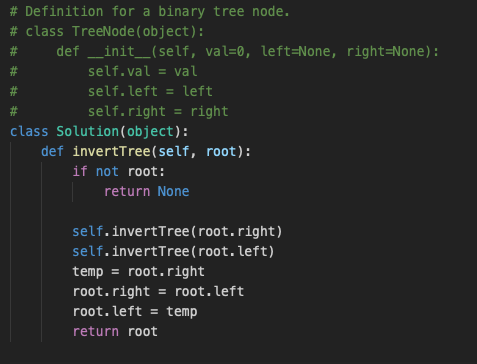 # Definition for a binary tree node.
# class TreeNode(object):
#     def __init__(self, val=0, left=None, right=None):
#         self.val = val
#         self.left = left
#         self.right = right
class Solution(object):
    def invertTree(self, root):
        if not root:
            return None
        self.invertTree(root.right)
        self.invertTree(root.left)
        temp = root.right
        root.right = root.left
        root.left = temp
        return root